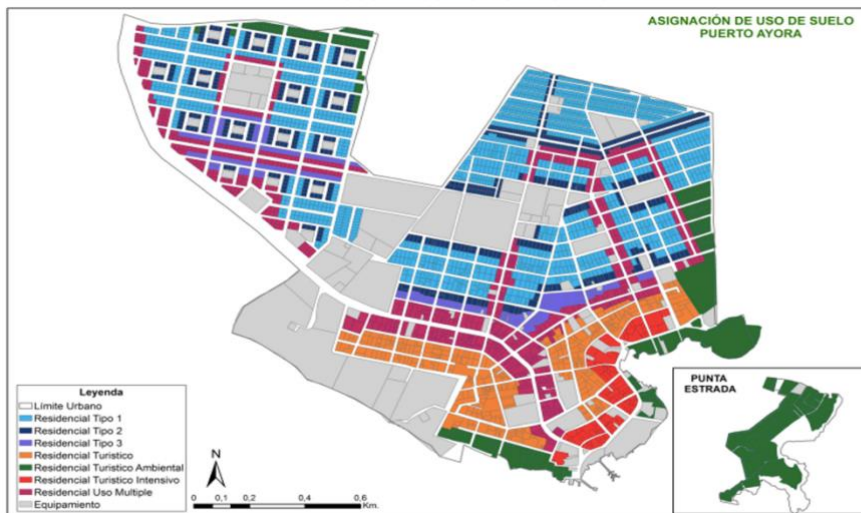 ASIGNACIÓN DE USO DE SUELO
PUERTO AYORA
Leyenda
Límite Urbano
Residencial Tipo 1
Residencial Tipo 2
Residencial Tipo 3
Residencial Turistico
Residencial Turistico Ambiental
Residencial Turistico Intensivo
Residencial Uso Multiple
Equipamiento
N
0 0,1 0,2 0,4 0,6
Km.
PUNTA
ESTRADA